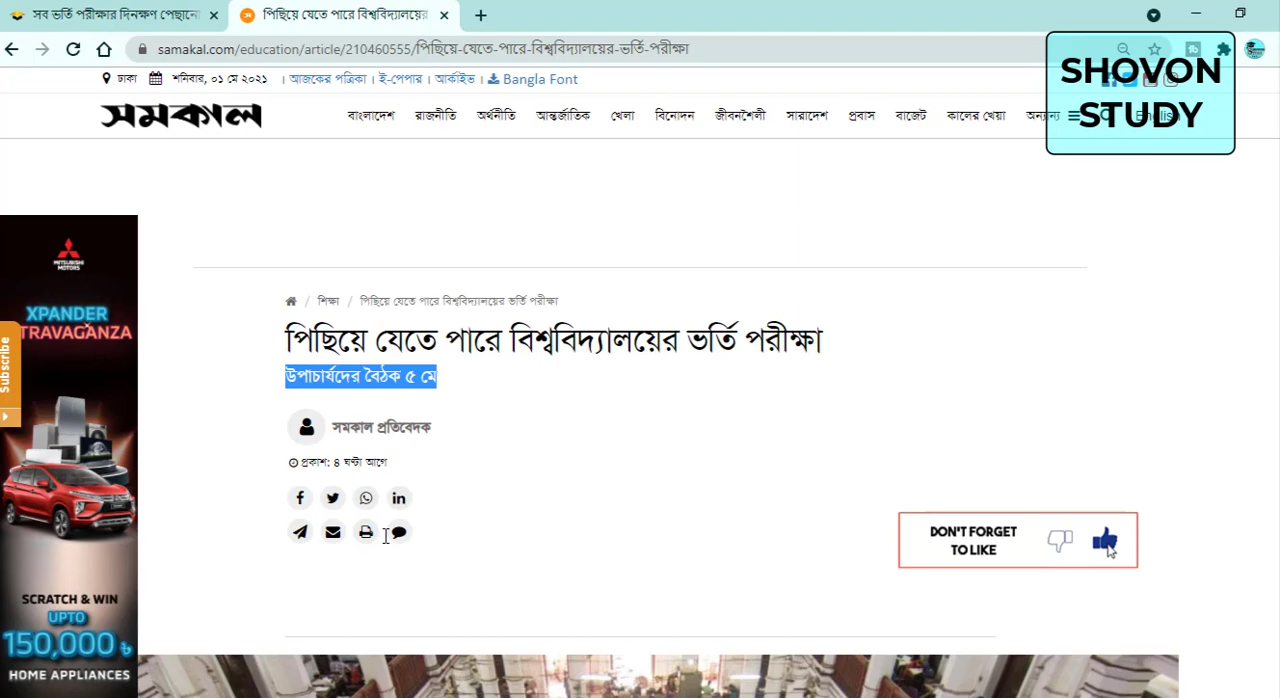 সব ভর্তি পরীক্ষার দিনক্ষণ পেছানো
পিছিয়ে যেতে পারে বিশ্ববিদ্যালয়ের
samakal.com/education/article/210460555/পিছিয়ে-যেতে-পারে-বিশ্ববিদ্যালয়ের-ভর্তি-পরীক্ষা
ঢাকা শনিবার, ০১ মে ২০২১ । আজকের পত্রিকা । ই-পেপার । আর্কাইভ । Bangla Font
সমকাল
বাংলাদেশ রাজনীতি অর্থনীতি আন্তর্জাতিক খেলা বিনোদন জীবনশৈলী সারাদেশ প্রবাস বাজেট কালের খেয়া অন্যান্য English
SHOVON
STUDY
MITSUBISHI
MOTORS
XPANDER
TRAVAGANZA
Subscribe
SCRATCH & WIN
UPTO
150,000 ৳
HOME APPLIANCES
/ শিক্ষা / পিছিয়ে যেতে পারে বিশ্ববিদ্যালয়ের ভর্তি পরীক্ষা
পিছিয়ে যেতে পারে বিশ্ববিদ্যালয়ের ভর্তি পরীক্ষা
উপাচার্যদের বৈঠক ৫ মে
সমকাল প্রতিবেদক
প্রকাশ: ৪ ঘণ্টা আগে
DON'T FORGET
TO LIKE